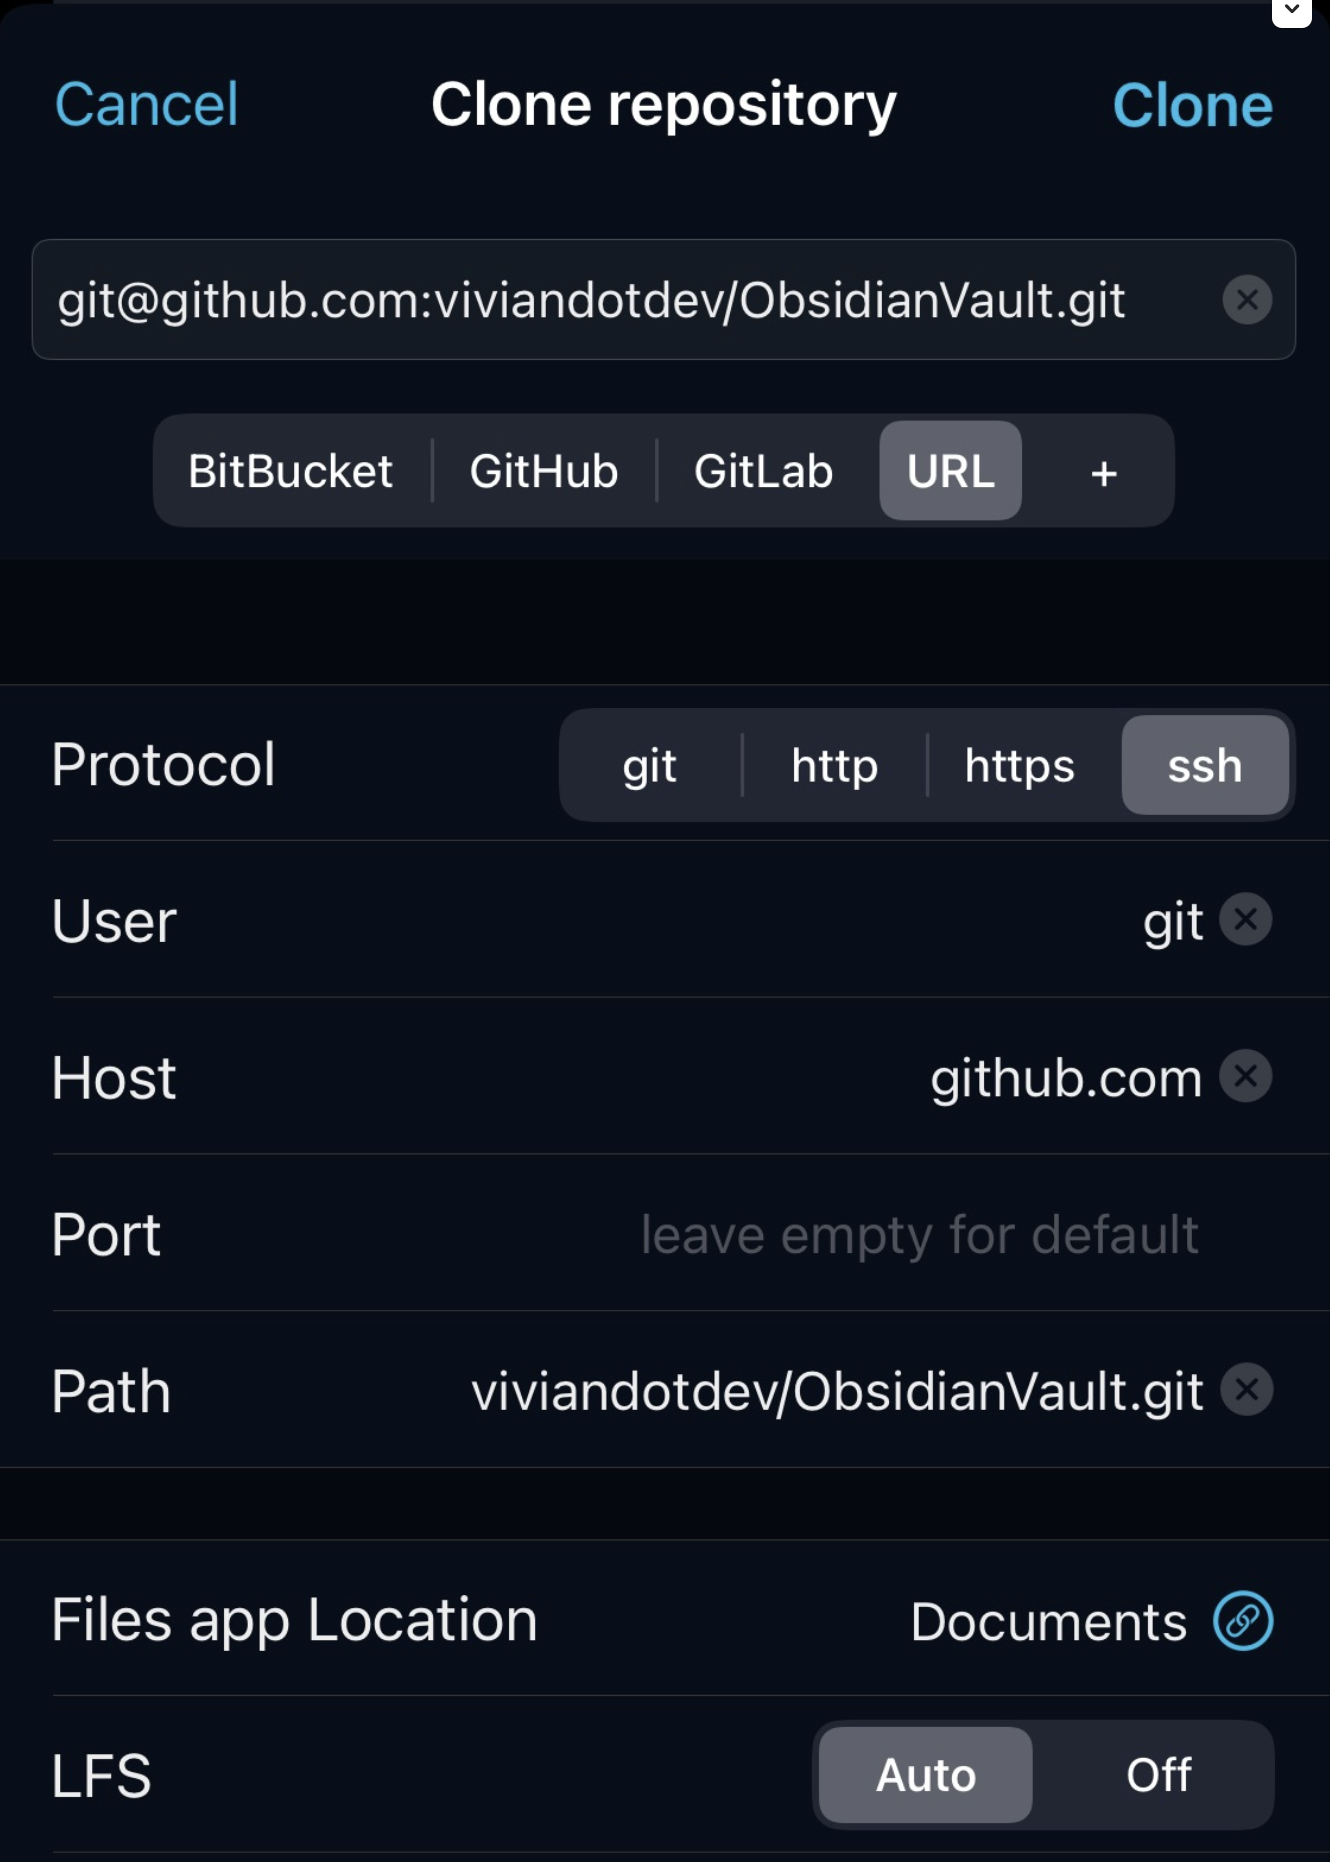 Cancel Clone repository Clone
git@github.com:viviandotdev/ObsidianVault.git
BitBucket GitHub GitLab URL +
Protocol git http https ssh
User git
Host github.com
Port leave empty for default
Path viviandotdev/ObsidianVault.git
Files app Location Documents
LFS Auto Off